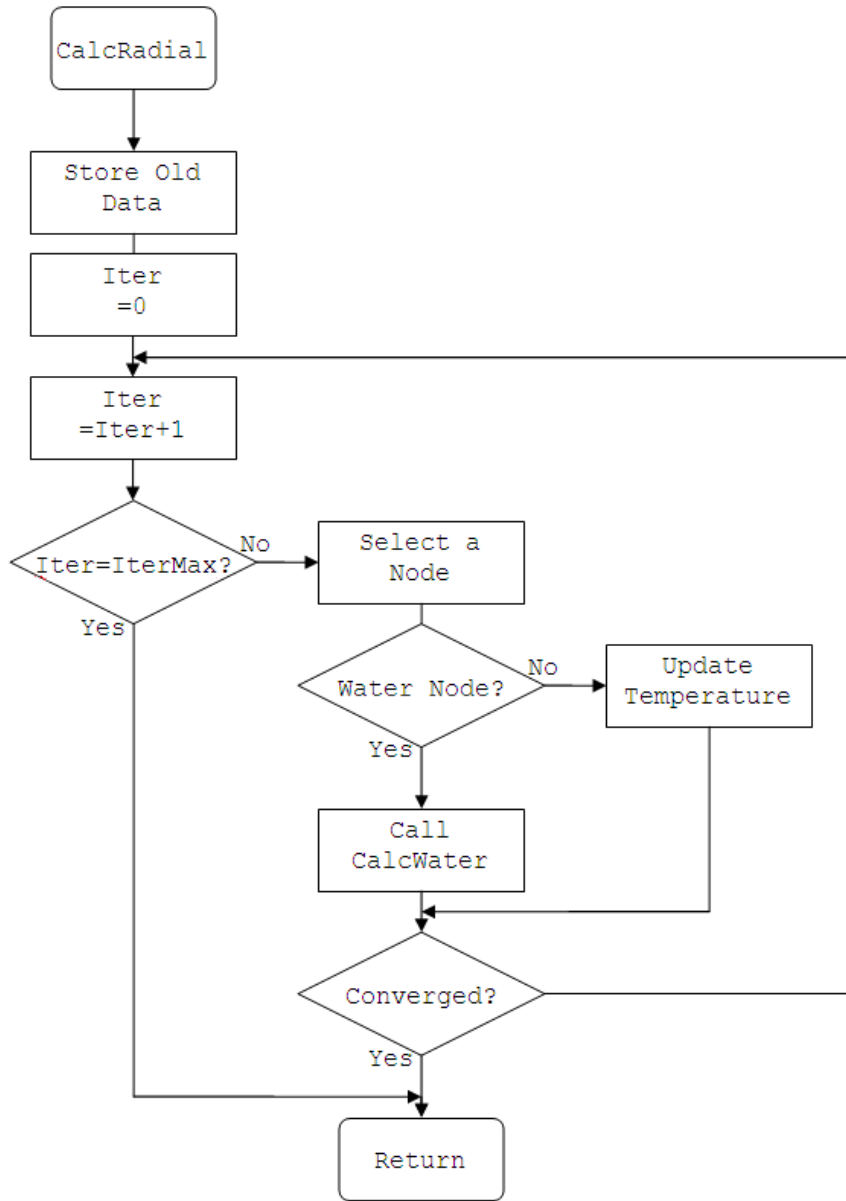 CalcRadial
Store Old
Data
Iter
=0
Iter
=Iter+1
Iter=IterMax?
No
Yes
Select a
Node
Water Node?
No
Yes
Update
Temperature
Call
CalcWater
Converged?
Yes
Return